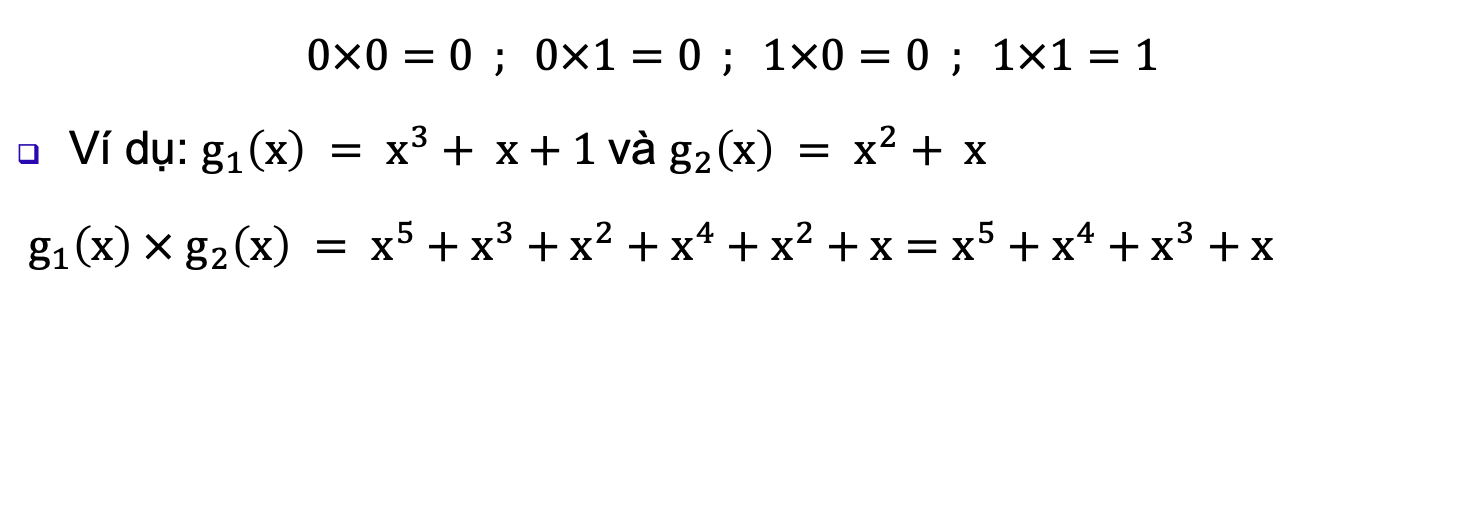 0×0 = 0 ; 0×1 = 0 ; 1×0 = 0 ; 1×1 = 1
❑ Ví dụ: g₁(x) = x³ + x + 1 và g₂(x) = x² + x
g₁(x) × g₂(x) = x⁵ + x³ + x² + x⁴ + x² + x = x⁵ + x⁴ + x³ + x